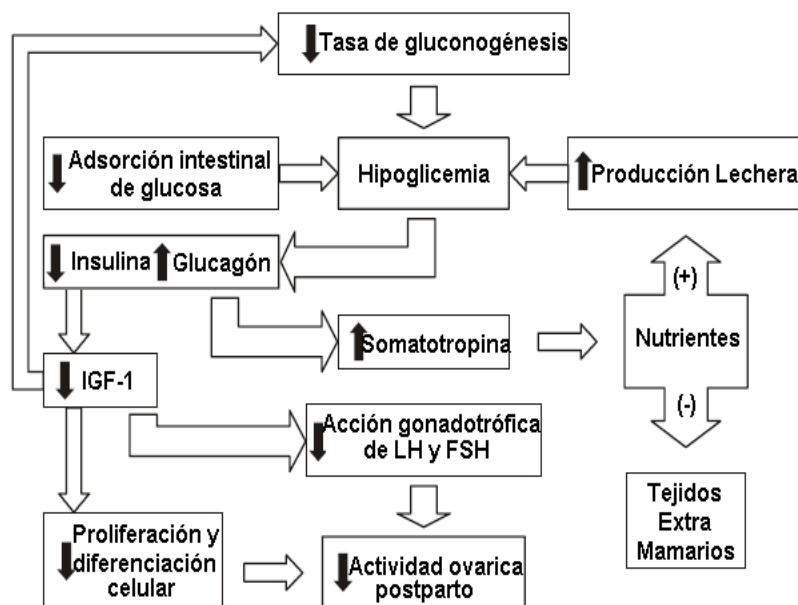 Tasa de gluconogénesis
Adsorción intestinal
de glucosa
Hipoglicemia
Producción Lechera
Insulina Glucagón
(+)
Somatotropina
Nutrientes
IGF-1
(-)
Acción gonadotrófica
de LH y FSH
Tejidos
Extra
Mamarios
Proliferación y
diferenciación
celular
Actividad ovarica
postparto